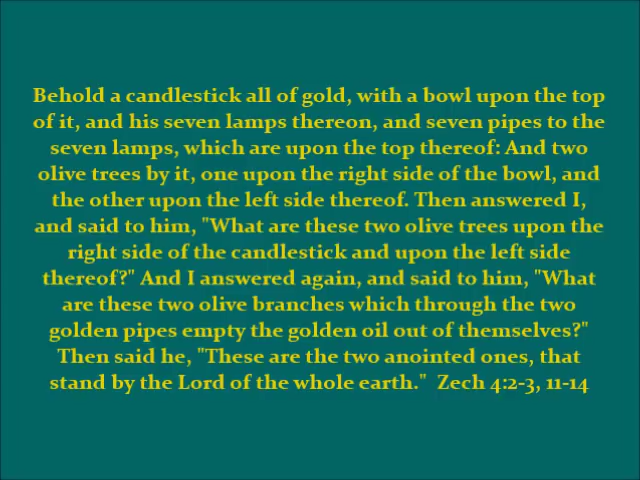 Behold a candlestick all of gold, with a bowl upon the top
of it, and his seven lamps thereon, and seven pipes to the
seven lamps, which are upon the top thereof: And two
olive trees by it, one upon the right side of the bowl, and
the other upon the left side thereof. Then answered I,
and said to him, "What are these two olive trees upon the
right side of the candlestick and upon the left side
thereof?" And I answered again, and said to him, "What
are these two olive branches which through the two
golden pipes empty the golden oil out of themselves?"
Then said he, "These are the two anointed ones, that
stand by the Lord of the whole earth."  Zech 4:2-3, 11-14